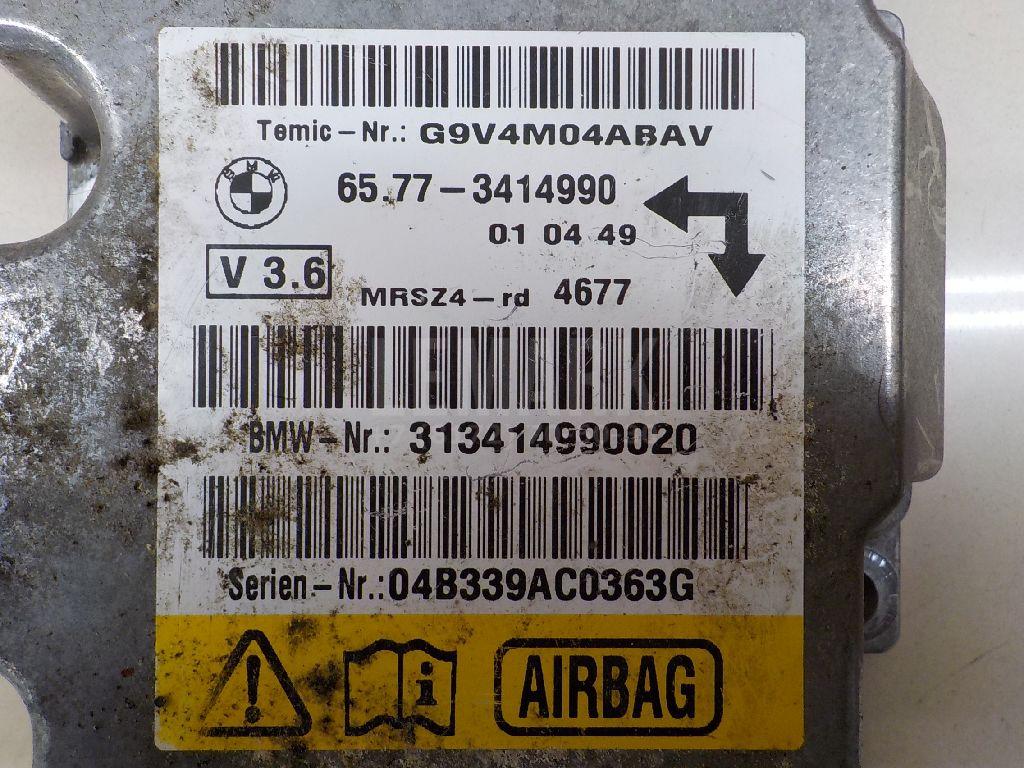 Temic-Nr.: G9V4M04ABAV
BMW
65.77-3414990
01 04 49
V 3.6
MRSZ4-rd 4677
BMW-Nr.: 313414990020
Serien.-Nr.: 04B339AC0363G
AIRBAG